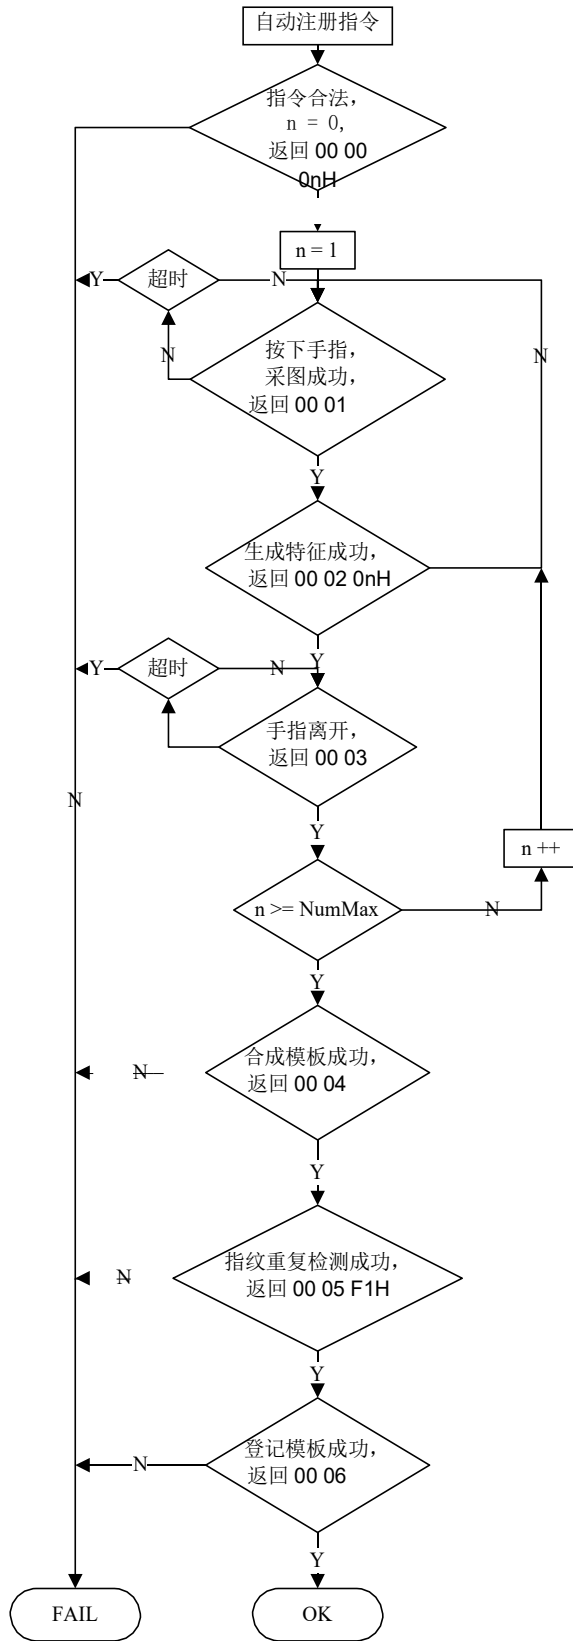 自动注册指令
指令合法，
n = 0,
返回 00 00
0nH
n = 1
Y
超时
N
N
N
按下手指，
采图成功，
返回 00 01
Y
生成特征成功，
返回 00 02 0nH
Y
Y
超时
N
手指离开，
返回 00 03
N
Y
n ++
n >= NumMax
N
Y
合成模板成功，
返回 00 04
N
Y
指纹重复检测成功，
返回 00 05 F1H
N
Y
登记模板成功，
返回 00 06
N
Y
FAIL
OK